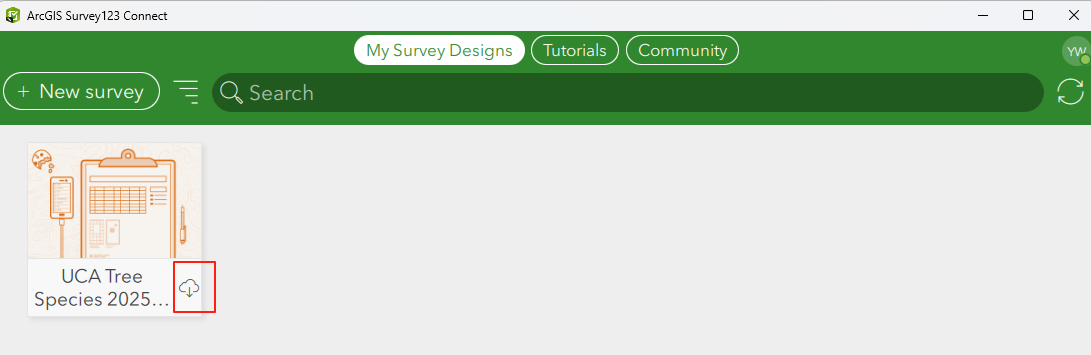 ArcGIS Survey123 Connect
My Survey Designs
Tutorials
Community
YW
+ New survey
Search
UCA Tree
Species 2025...